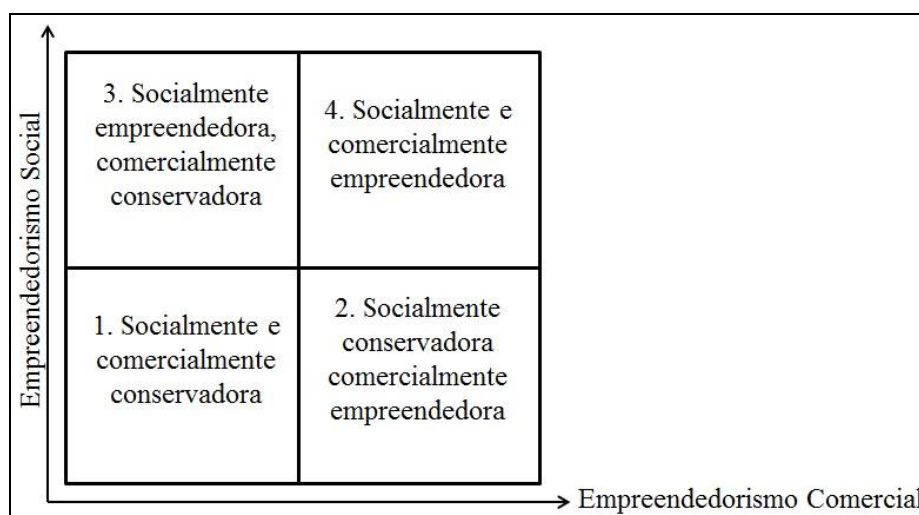 Empreendedorismo Social
3. Socialmente
empreendedora,
comercialmente
conservadora
4. Socialmente e
comercialmente
empreendedora
1. Socialmente e
comercialmente
conservadora
2. Socialmente
conservadora
comercialmente
empreendedora
Empreendedorismo Comercial